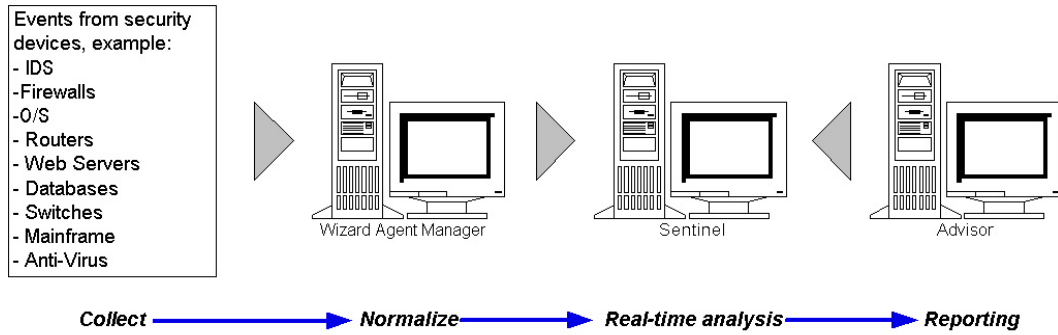 Events from security
devices, example:
- IDS
-Firewalls
-O/S
- Routers
- Web Servers
- Databases
- Switches
- Mainframe
- Anti-Virus
Wizard Agent Manager
Sentinel
Advisor
Collect
Normalize
Real-time analysis
Reporting